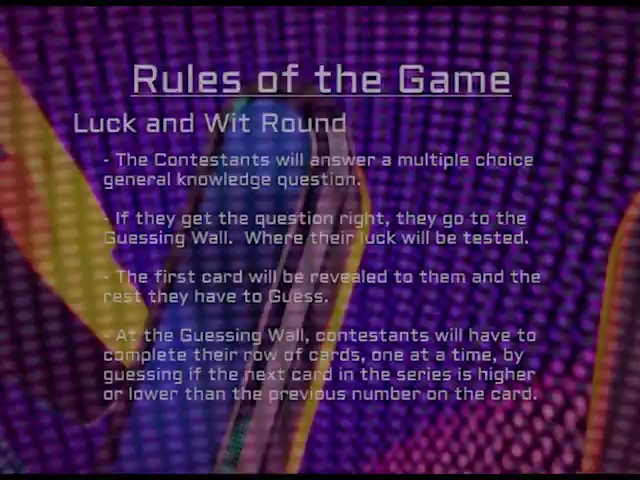 Rules of the Game
Luck and Wit Round
- The Contestants will answer a multiple choice
general knowledge question.
- If they get the question right, they go to the
Guessing Wall. Where their luck will be tested.
- The first card will be revealed to them and the
rest they have to Guess.
- At the Guessing Wall, contestants will have to
complete their row of cards, one at a time, by
guessing if the next card in the series is higher
or lower than the previous number on the card.